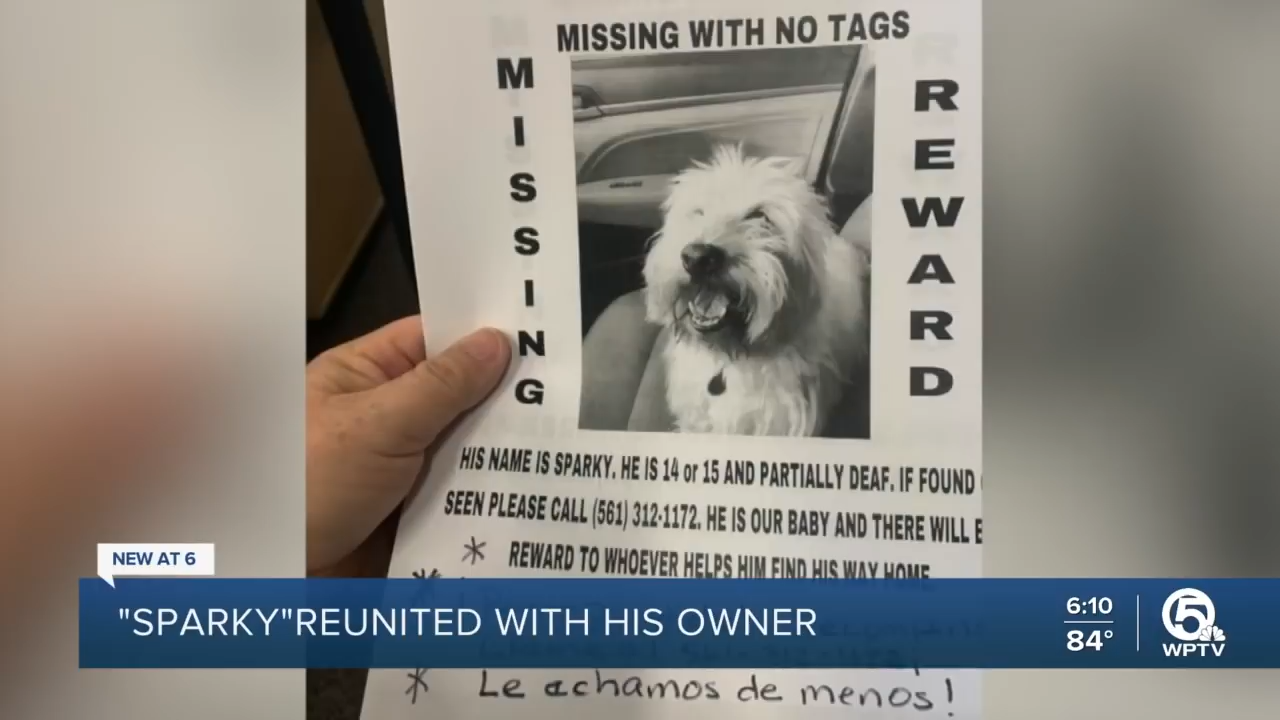 MISSING WITH NO TAGS
MISSING
REWARD
HIS NAME IS SPARKY. HE IS 14 or 15 AND PARTIALLY DEAF. IF FOUND
SEEN PLEASE CALL (561) 312-1172. HE IS OUR BABY AND THERE WILL
* REWARD TO WHOEVER HELPS HIM FIND HIS WAY HOME
NEW AT 6
"SPARKY"REUNITED WITH HIS OWNER
6:10
84°
5
WPTV
* Le achamos de menos!